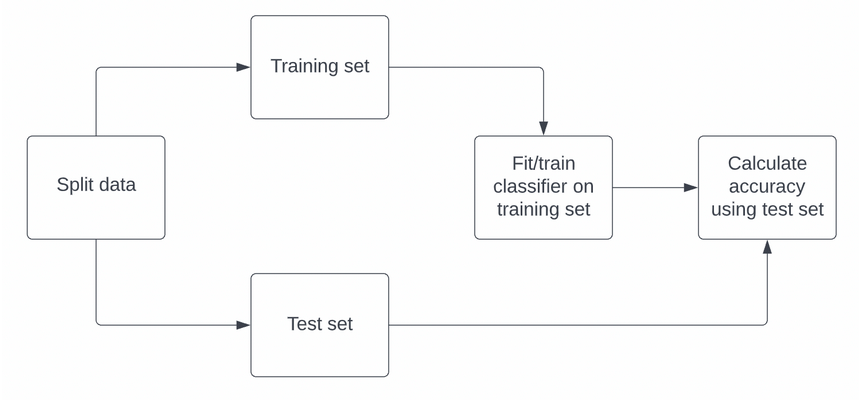 Training set
Split data
Fit/train
classifier on
training set
Calculate
accuracy
using test set
Test set